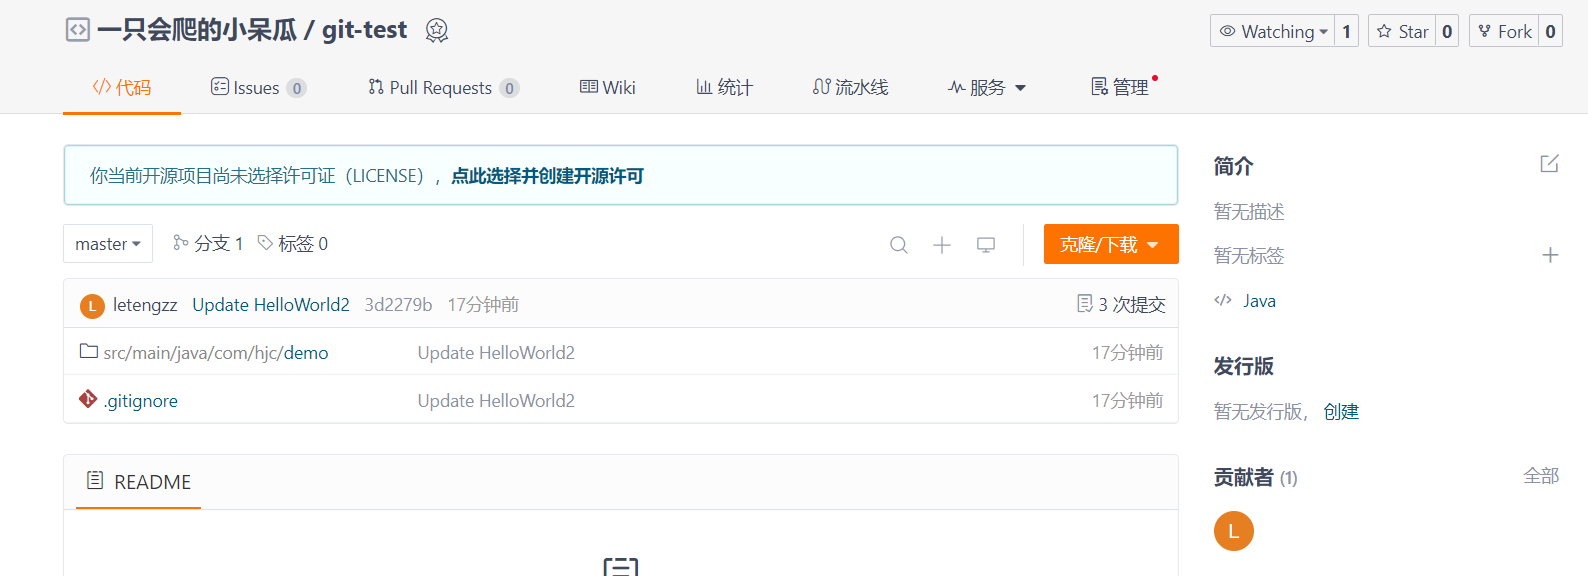 一只会爬的小呆瓜 / git-test
Watching 1 Star 0 Fork 0
代码 Issues 0 Pull Requests 0 Wiki 统计 流水线 服务 管理
你当前开源项目尚未选择许可证（LICENSE），点此选择并创建开源许可
master 分支 1 标签 0 克隆/下载
L letengzz Update HelloWorld2 3d2279b 17分钟前 3 次提交
src/main/java/com/hjc/demo Update HelloWorld2 17分钟前
.gitignore Update HelloWorld2 17分钟前
README
简介
暂无描述
暂无标签
Java
发行版
暂无发行版，创建
贡献者 (1) 全部
L